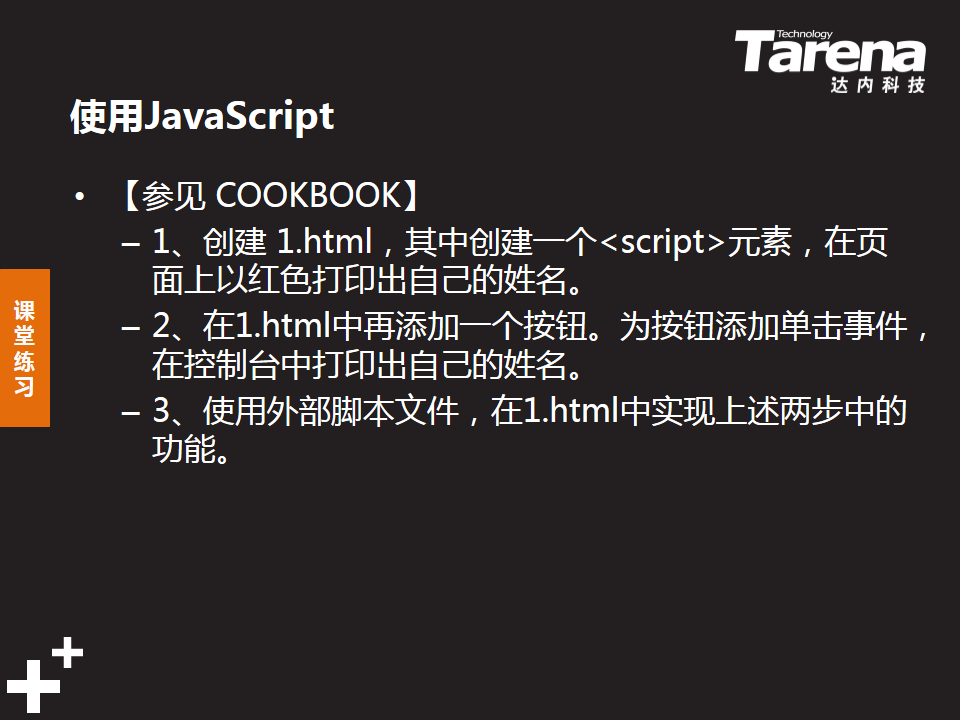 Technology
Tarena
达内科技
使用JavaScript
• 【参见 COOKBOOK】
– 1、创建 1.html，其中创建一个<script>元素，在页
面上以红色打印出自己的姓名。
– 2、在1.html中再添加一个按钮。为按钮添加单击事件，
在控制台中打印出自己的姓名。
– 3、使用外部脚本文件，在1.html中实现上述两步中的
功能。
课
堂
练
习